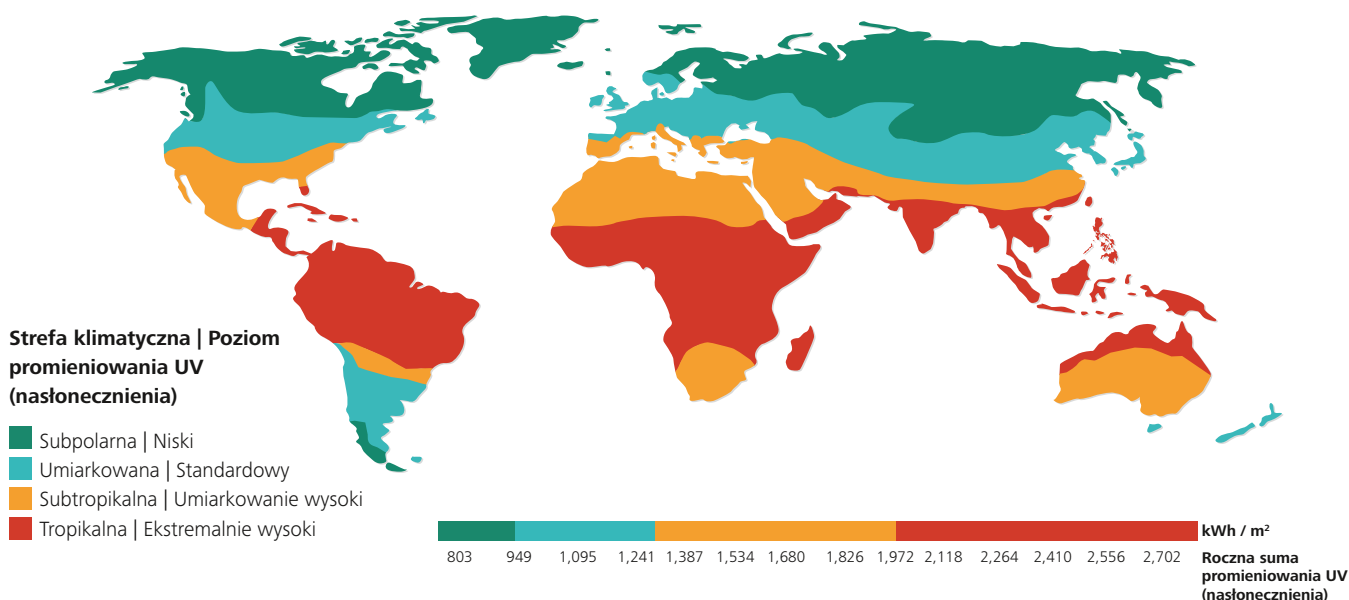 Strefa klimatyczna | Poziom
promieniowania UV
(nasłonecznienia)
Subpolarna | Niski
Umiarkowana | Standardowy
Subtropikalna | Umiarkowanie wysoki
Tropikalna | Ekstremalnie wysoki
kWh / m²
803 949 1,095 1,241 1,387 1,534 1,680 1,826 1,972 2,118 2,264 2,410 2,556 2,702
Roczna suma
promieniowania UV
(nasłonecznienia)